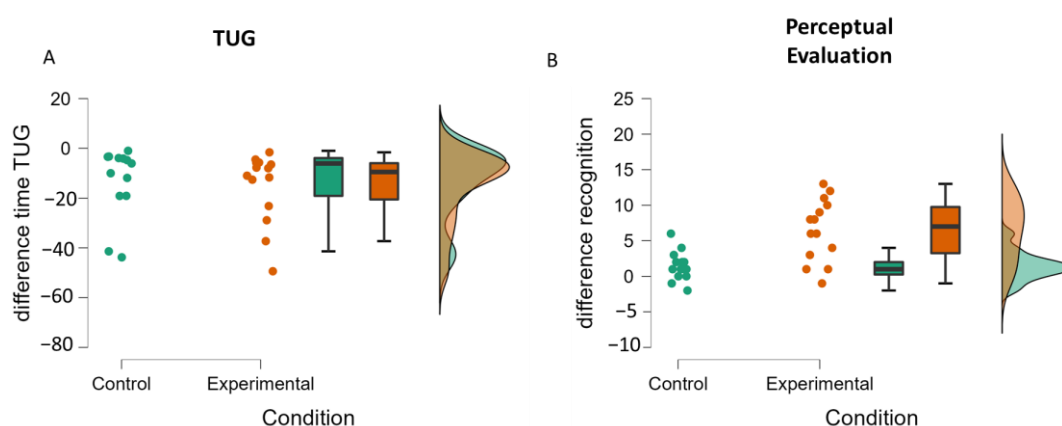 TUG
A
20
0
−20
−40
−60
−80
difference time TUG
Control
Experimental
Condition
Perceptual
Evaluation
B
25
20
15
10
5
0
−5
−10
difference recognition
Control
Experimental
Condition